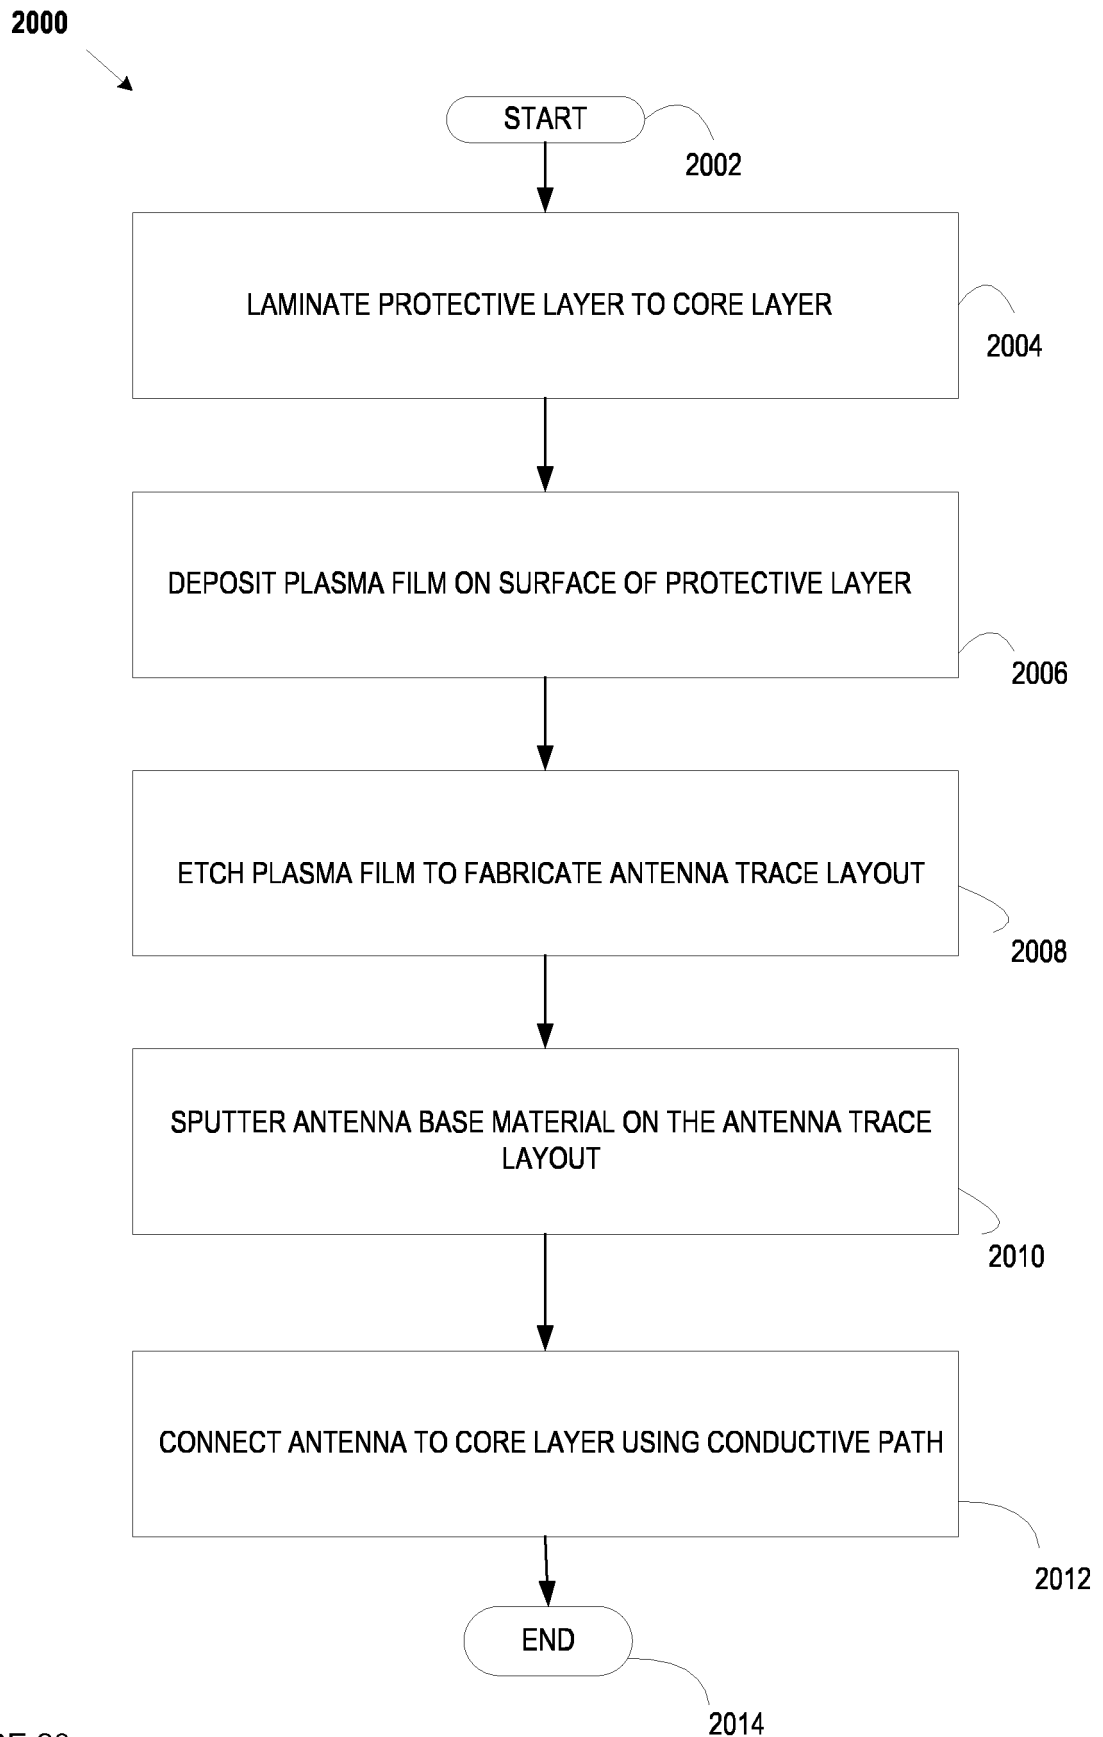 2000
START
2002
LAMINATE PROTECTIVE LAYER TO CORE LAYER
2004
DEPOSIT PLASMA FILM ON SURFACE OF PROTECTIVE LAYER
2006
ETCH PLASMA FILM TO FABRICATE ANTENNA TRACE LAYOUT
2008
SPUTTER ANTENNA BASE MATERIAL ON THE ANTENNA TRACE
LAYOUT
2010
CONNECT ANTENNA TO CORE LAYER USING CONDUCTIVE PATH
2012
END
2014